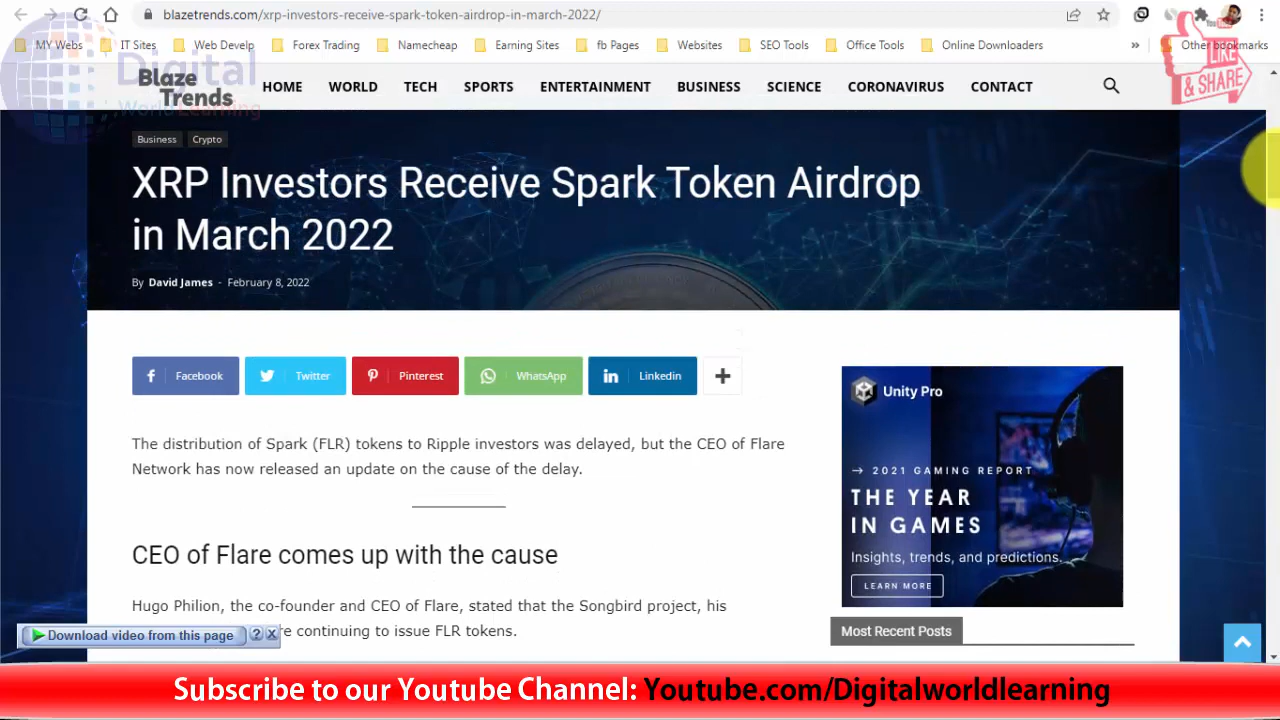 blazetrends.com/xrp-investors-receive-spark-token-airdrop-in-march-2022/
MY Webs IT Sites Web Develp Forex Trading Namecheap Earning Sites fb Pages Websites SEO Tools Office Tools Online Downloaders » Other bookmarks
Digital
World Learning
LIKE
& SHARE
Blaze
Trends
HOME WORLD TECH SPORTS ENTERTAINMENT BUSINESS SCIENCE CORONAVIRUS CONTACT
Business Crypto
XRP Investors Receive Spark Token Airdrop
in March 2022
By David James - February 8, 2022
Facebook Twitter Pinterest WhatsApp Linkedin
The distribution of Spark (FLR) tokens to Ripple investors was delayed, but the CEO of Flare
Network has now released an update on the cause of the delay.
CEO of Flare comes up with the cause
Hugo Philion, the co-founder and CEO of Flare, stated that the Songbird project, his
continuing to issue FLR tokens.
Download video from this page ? X
Unity Pro
→ 2021 GAMING REPORT
THE YEAR
IN GAMES
Insights, trends, and predictions.
LEARN MORE
Most Recent Posts
Subscribe to our Youtube Channel: Youtube.com/Digitalworldlearning